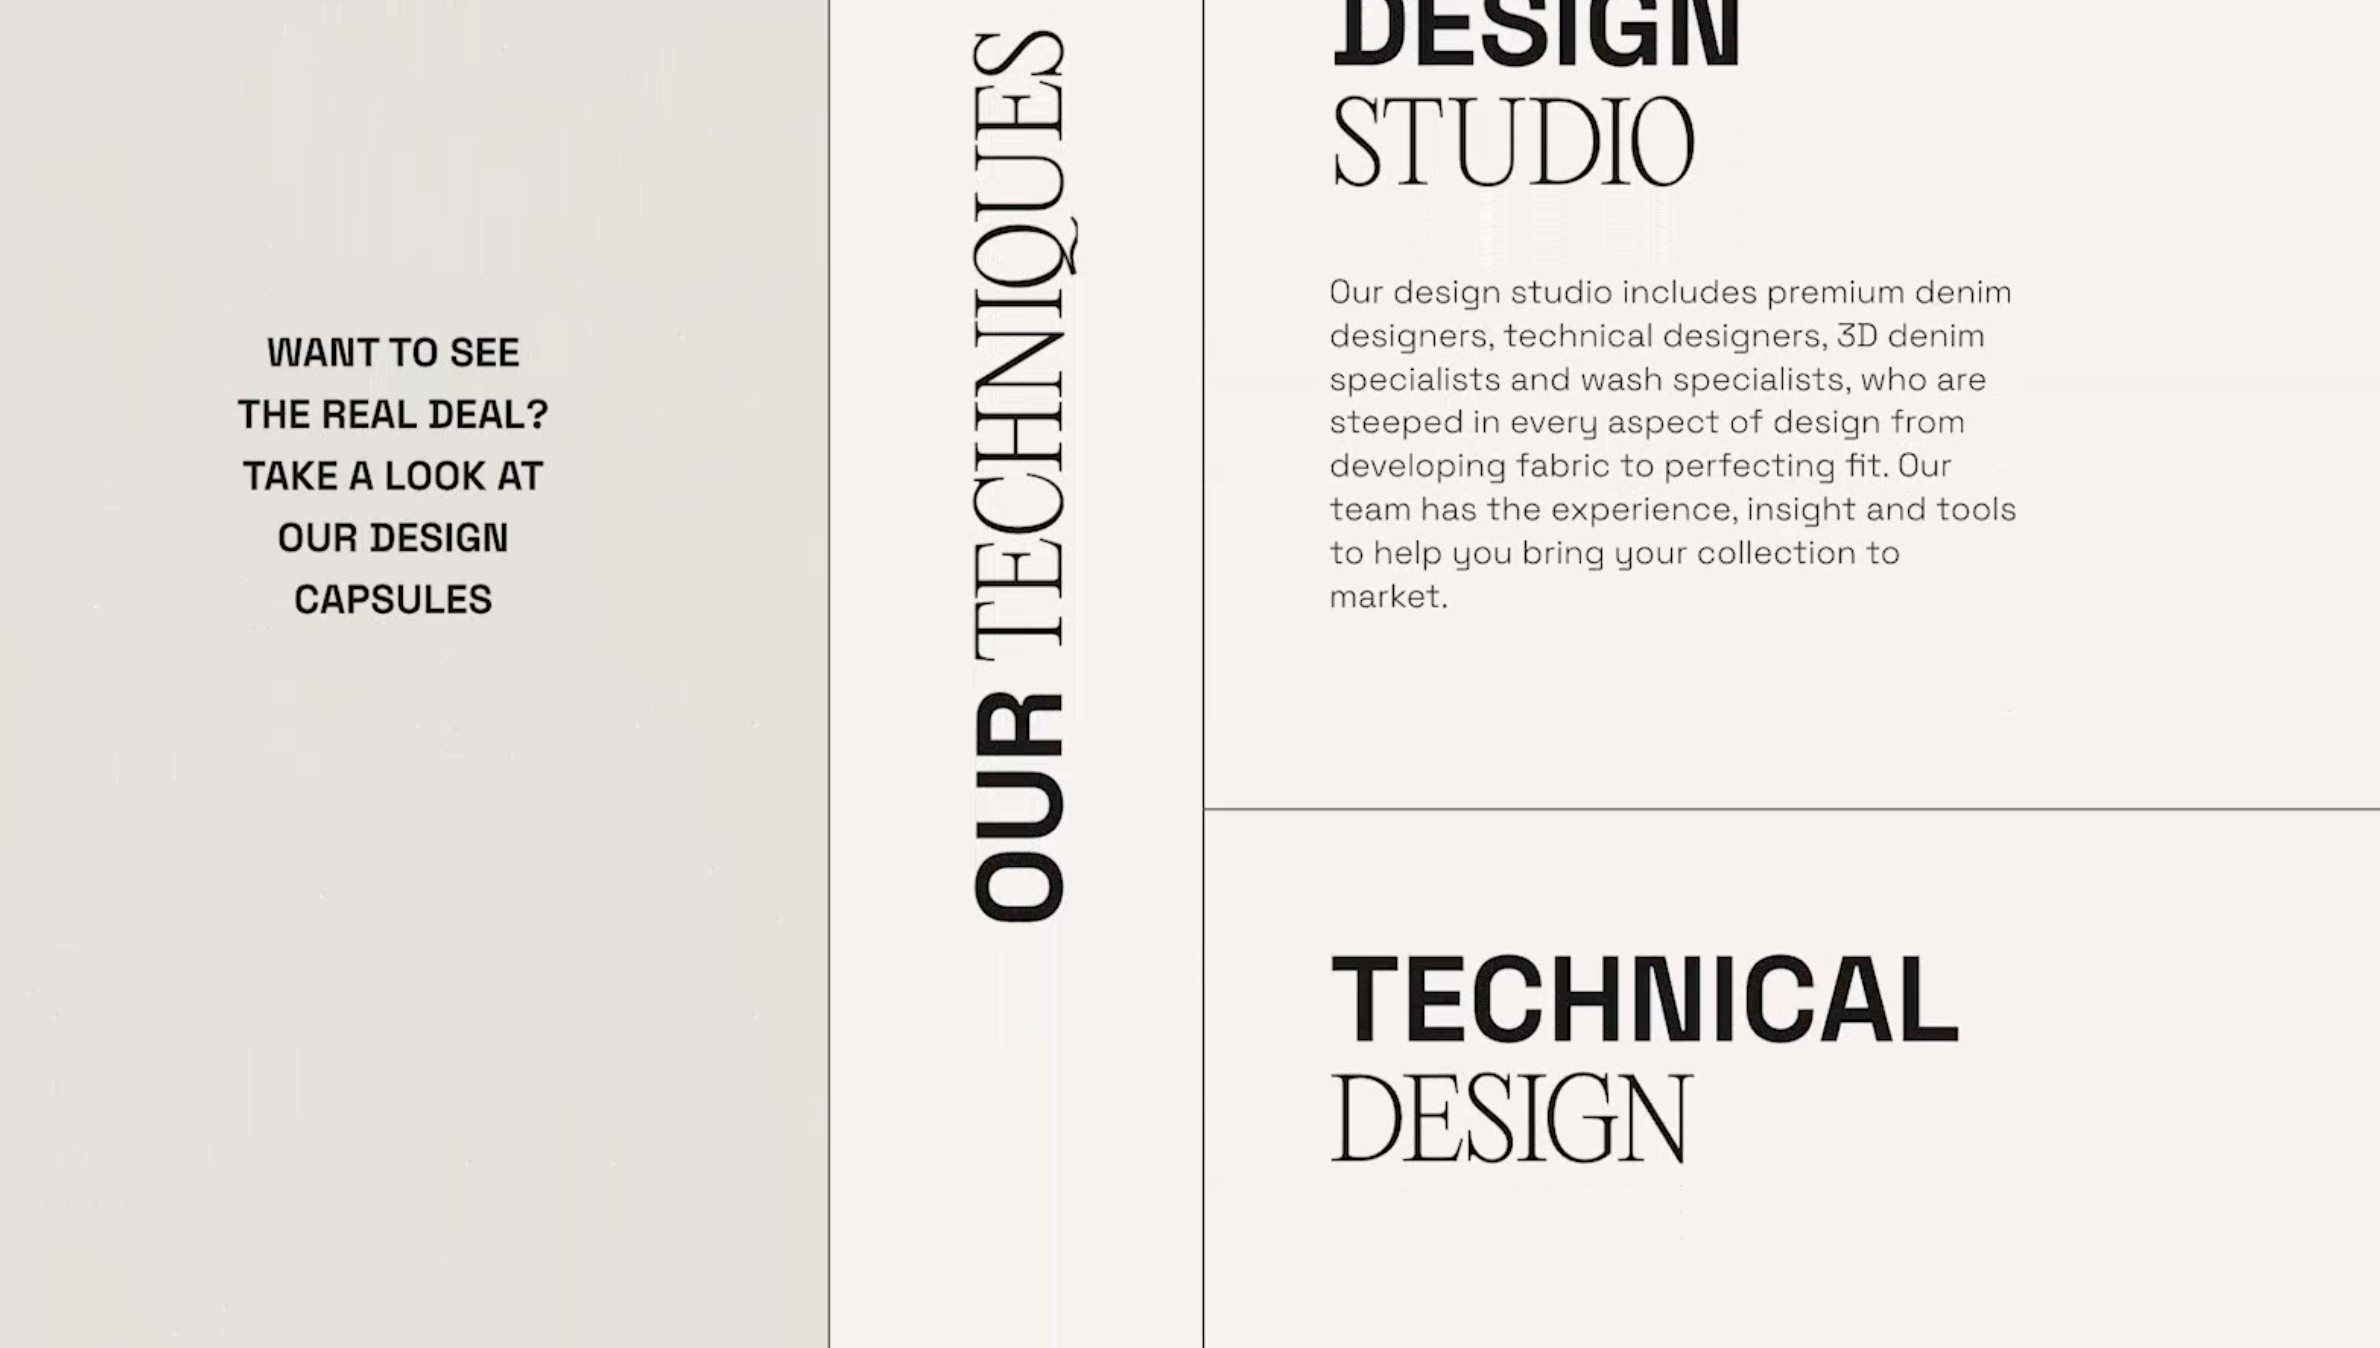 WANT TO SEE
THE REAL DEAL?
TAKE A LOOK AT
OUR DESIGN
CAPSULES
OUR TECHNIQUES
DESIGN
STUDIO
Our design studio includes premium denim
designers, technical designers, 3D denim
specialists and wash specialists, who are
steeped in every aspect of design from
developing fabric to perfecting fit. Our
team has the experience, insight and tools
to help you bring your collection to
market.
TECHNICAL
DESIGN